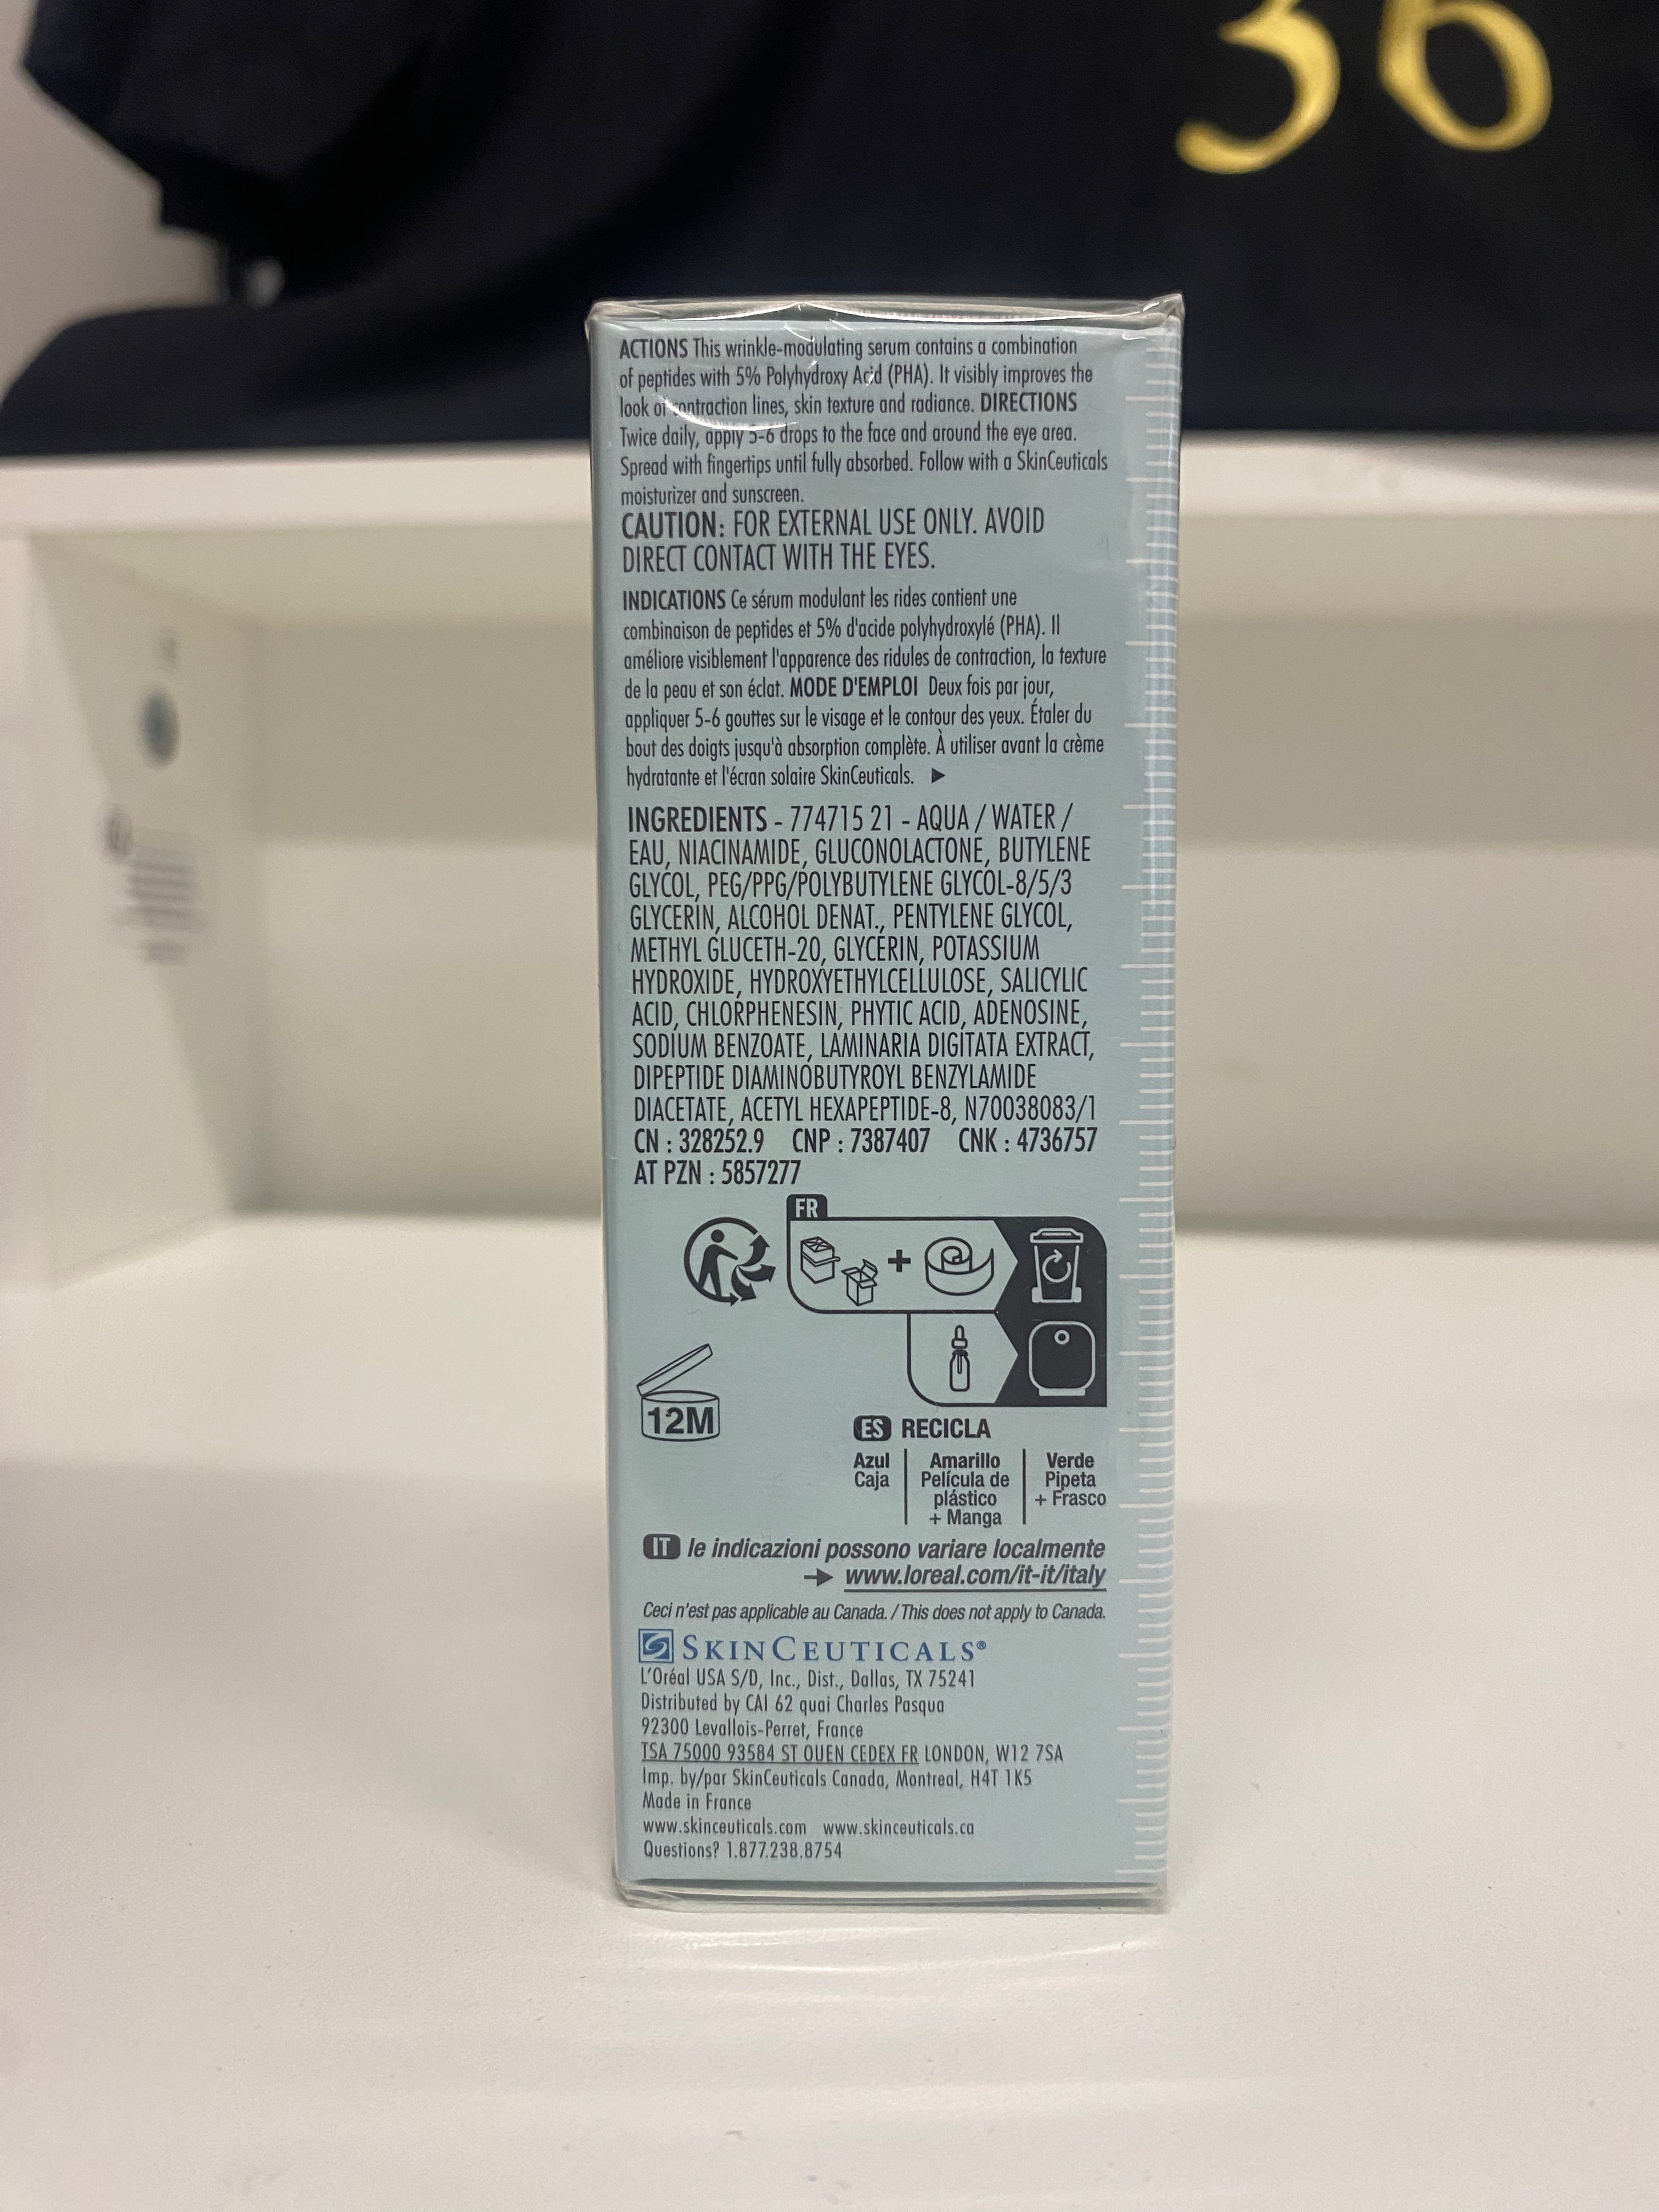 36
ACTIONS This wrinkle-modulating serum contains a combination
of peptides with 5% Polyhydroxy Acid (PHA). It visibly improves the
look of contraction lines, skin texture and radiance. DIRECTIONS
Twice daily, apply 5-6 drops to the face and around the eye area.
Spread with fingertips until fully absorbed. Follow with a SkinCeuticals
moisturizer and sunscreen.
CAUTION: FOR EXTERNAL USE ONLY. AVOID
DIRECT CONTACT WITH THE EYES.
INDICATIONS Ce sérum modulant les rides contient une
combinaison de peptides et 5% d'acide polyhydroxylé (PHA). Il
améliore visiblement l'apparence des ridules de contraction, la texture
de la peau et son éclat. MODE D'EMPLOI Deux fois par jour,
appliquer 5-6 gouttes sur le visage et le contour des yeux. Étaler du
bout des doigts jusqu'à absorption complète. À utiliser avant la crème
hydratante et l'écran solaire SkinCeuticals. ►
INGREDIENTS - 774715 21 - AQUA / WATER /
EAU, NIACINAMIDE, GLUCONOLACTONE, BUTYLENE
GLYCOL, PEG/PPG/POLYBUTYLENE GLYCOL-8/5/3
GLYCERIN, ALCOHOL DENAT., PENTYLENE GLYCOL,
METHYL GLUCETH-20, GLYCERIN, POTASSIUM
HYDROXIDE, HYDROXYETHYLCELLULOSE, SALICYLIC
ACID, CHLORPHENESIN, PHYTIC ACID, ADENOSINE,
SODIUM BENZOATE, LAMINARIA DIGITATA EXTRACT,
DIPEPTIDE DIAMINOBUTYROYL BENZYLAMIDE
DIACETATE, ACETYL HEXAPEPTIDE-8, N70038083/1
CN : 328252.9 CNP : 7387407 CNK : 4736757
AT PZN : 5857277
FR
12M
ES RECICLA
Azul
Caja
Amarillo
Película de
plástico
+ Manga
Verde
Pipeta
+ Frasco
IT le indicazioni possono variare localmente
→ www.loreal.com/it-it/italy
Ceci n'est pas applicable au Canada. / This does not apply to Canada.
SKINCEUTICALS®
L'Oréal USA S/D, Inc., Dist., Dallas, TX 75241
Distributed by CAI 62 quai Charles Pasqua
92300 Levallois-Perret, France
TSA 75000 93584 ST OUEN CEDEX FR LONDON, W12 7SA
Imp. by/par SkinCeuticals Canada, Montreal, H4T 1K5
Made in France
www.skinceuticals.com www.skinceuticals.ca
Questions? 1.877.238.8754